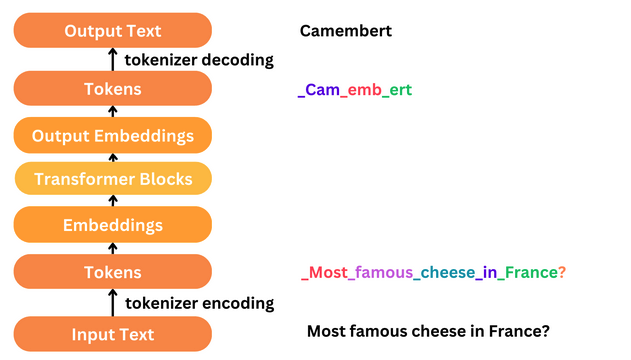 Output Text
Camembert
tokenizer decoding
Tokens
_Cam_emb_ert
Output Embeddings
Transformer Blocks
Embeddings
Tokens
_Most_famous_cheese_in_France?
tokenizer encoding
Input Text
Most famous cheese in France?